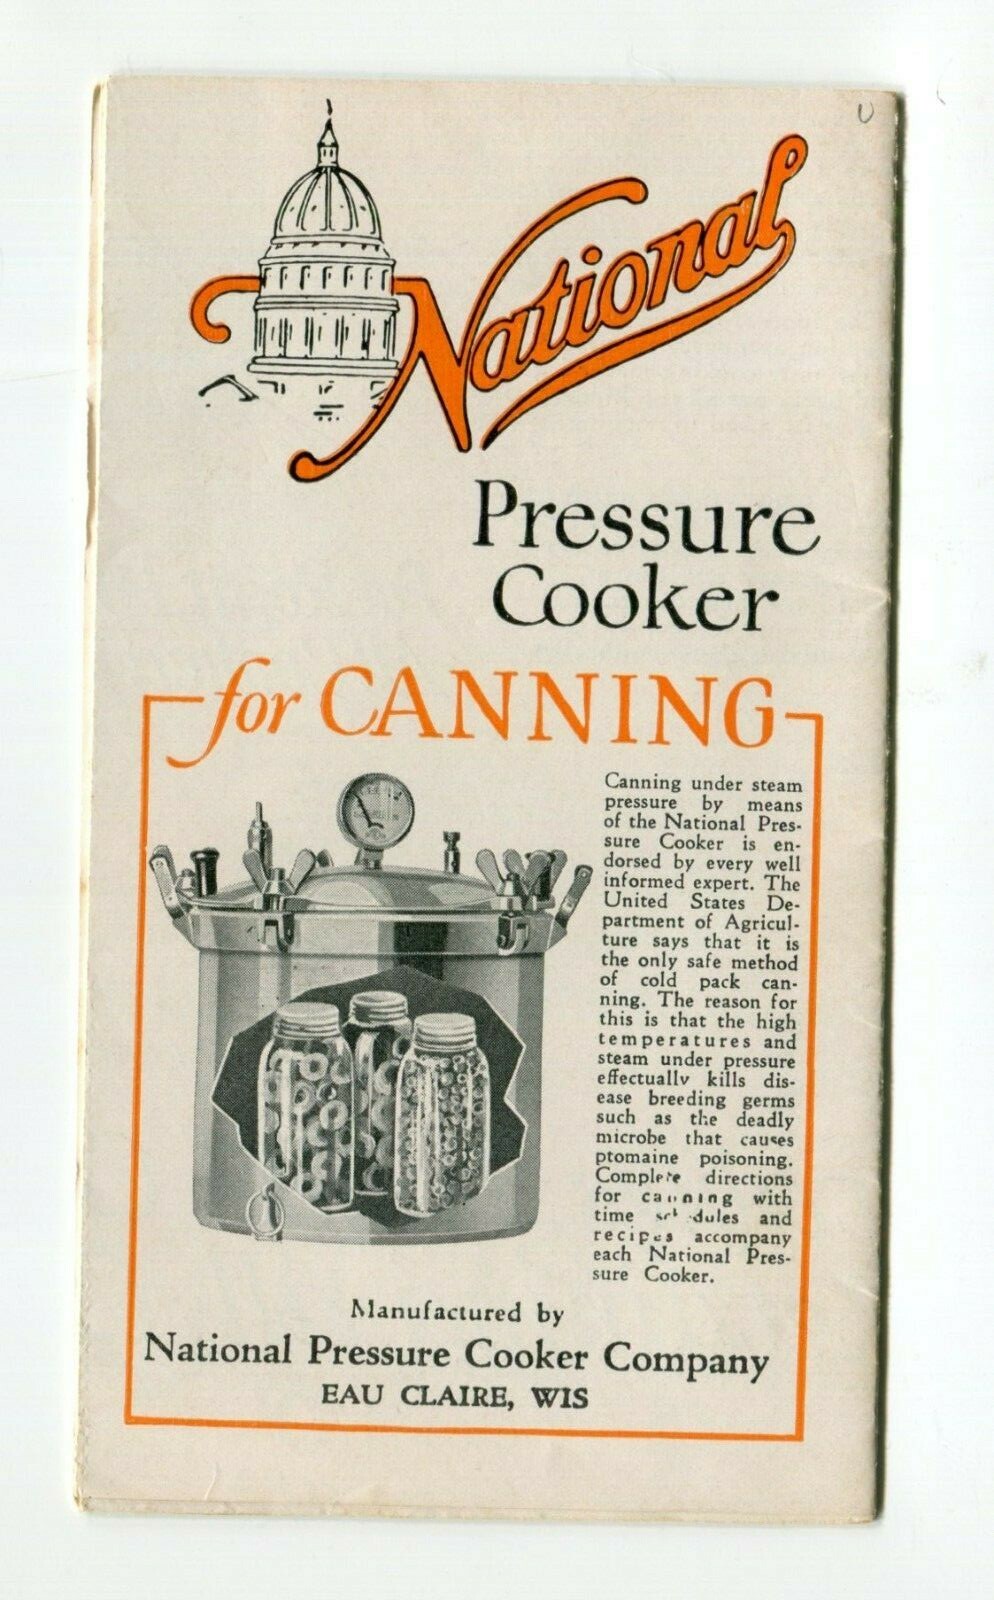 National
Pressure
Cooker
for CANNING
Canning under steam
pressure by means
of the National Pres-
sure Cooker is en-
dorsed by every well
informed expert. The
United States De-
partment of Agricul-
ture says that it is
the only safe method
of cold pack can-
ning. The reason for
this is that the high
temperatures and
steam under pressure
effectually kills dis-
ease breeding germs
such as the deadly
microbe that causes
ptomaine poisoning.
Complete directions
for canning with
time schedules and
recipes accompany
each National Pres-
sure Cooker.
Manufactured by
National Pressure Cooker Company
EAU CLAIRE, WIS